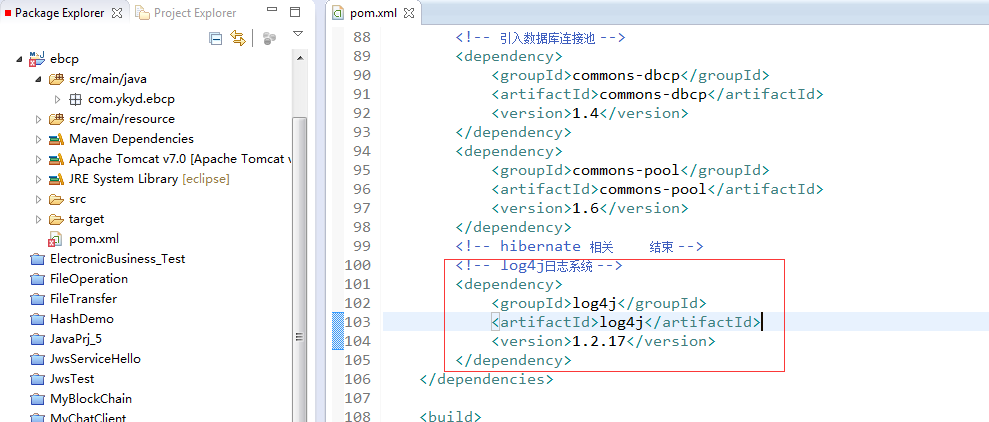 Package Explorer
Project Explorer
ebcp
src/main/java
com.ykyd.ebcp
src/main/resource
Maven Dependencies
Apache Tomcat v7.0 [Apache Tomcat v
JRE System Library [eclipse]
src
target
pom.xml
ElectronicBusiness_Test
FileOperation
FileTransfer
HashDemo
JavaPrj_5
JwsServiceHello
JwsTest
MyBlockChain
MyChatClient
pom.xml
88 <!-- 引入数据库连接池 -->
89 <dependency>
90 <groupId>commons-dbcp</groupId>
91 <artifactId>commons-dbcp</artifactId>
92 <version>1.4</version>
93 </dependency>
94 <dependency>
95 <groupId>commons-pool</groupId>
96 <artifactId>commons-pool</artifactId>
97 <version>1.6</version>
98 </dependency>
99 <!-- hibernate 相关 结束 -->
100 <!-- log4j日志系统 -->
101 <dependency>
102 <groupId>log4j</groupId>
103 <artifactId>log4j</artifactId>
104 <version>1.2.17</version>
105 </dependency>
106 </dependencies>
107
108 <build>